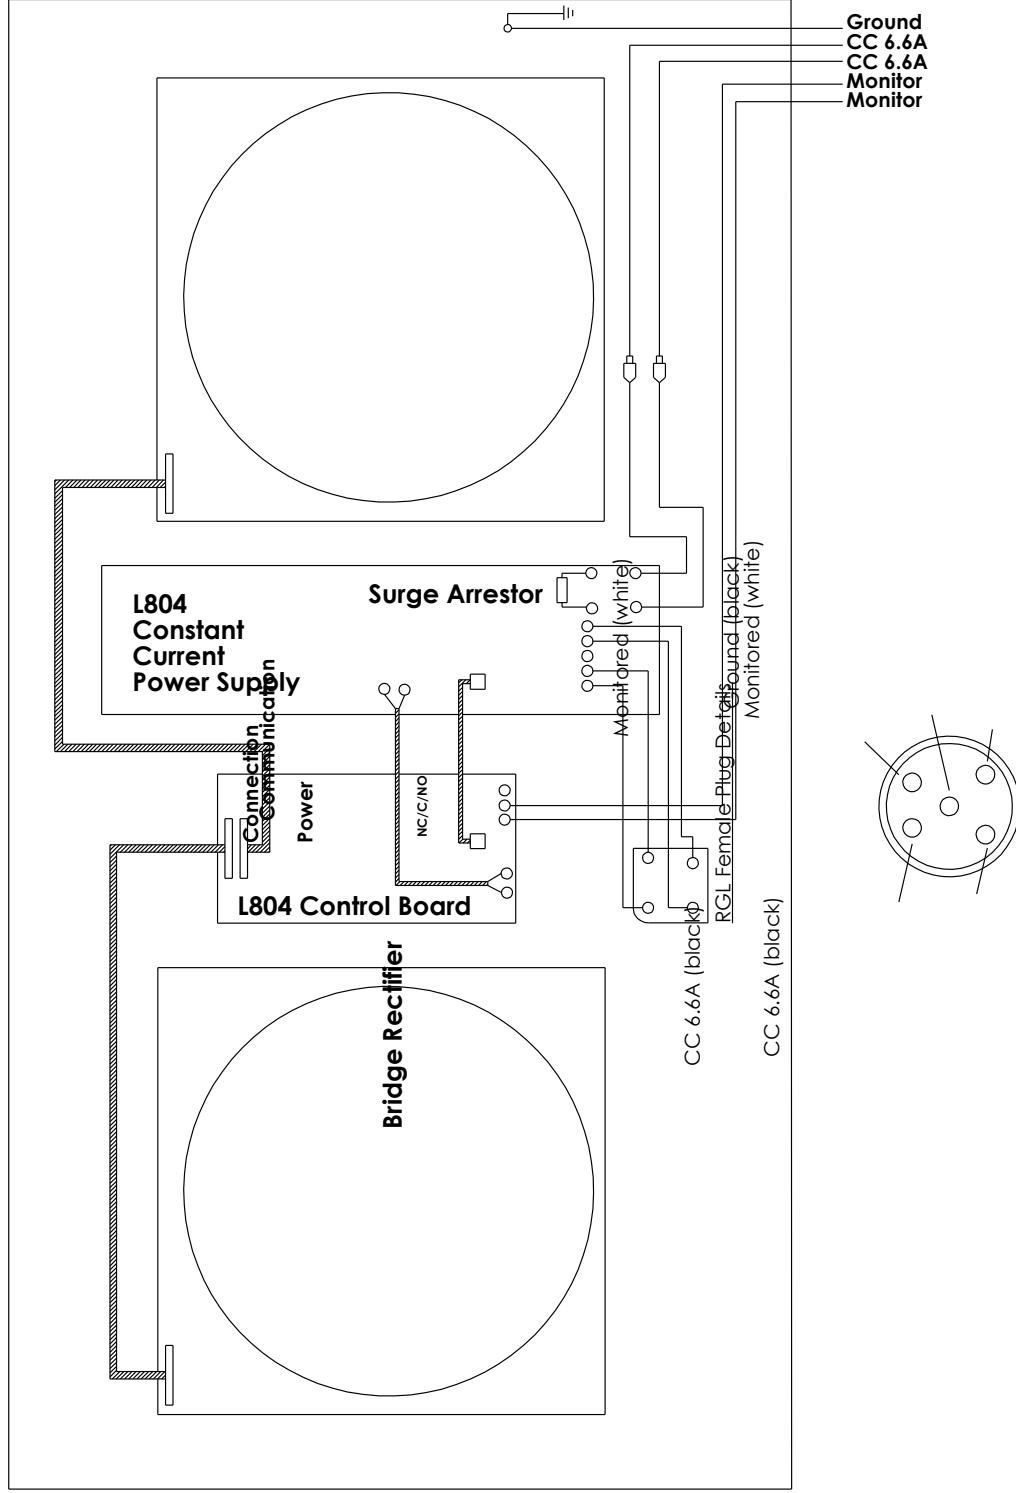 Ground
CC 6.6A
CC 6.6A
Monitor
Monitor
Surge Arrestor
L804
Constant
Current
Power Supply
Monitored (white)
Ground (black)
Monitored (white)
Connection
Communication
Power
NC/C/NO
RGL Female Plug Details
L804 Control Board
CC 6.6A (black)
CC 6.6A (black)
Bridge Rectifier